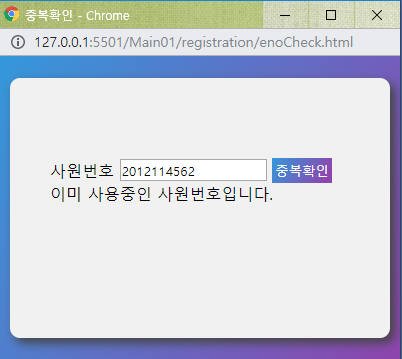 중복확인 - Chrome
127.0.0.1:5501/Main01/registration/enoCheck.html
사원번호 2012114562 중복확인
이미 사용중인 사원번호입니다.